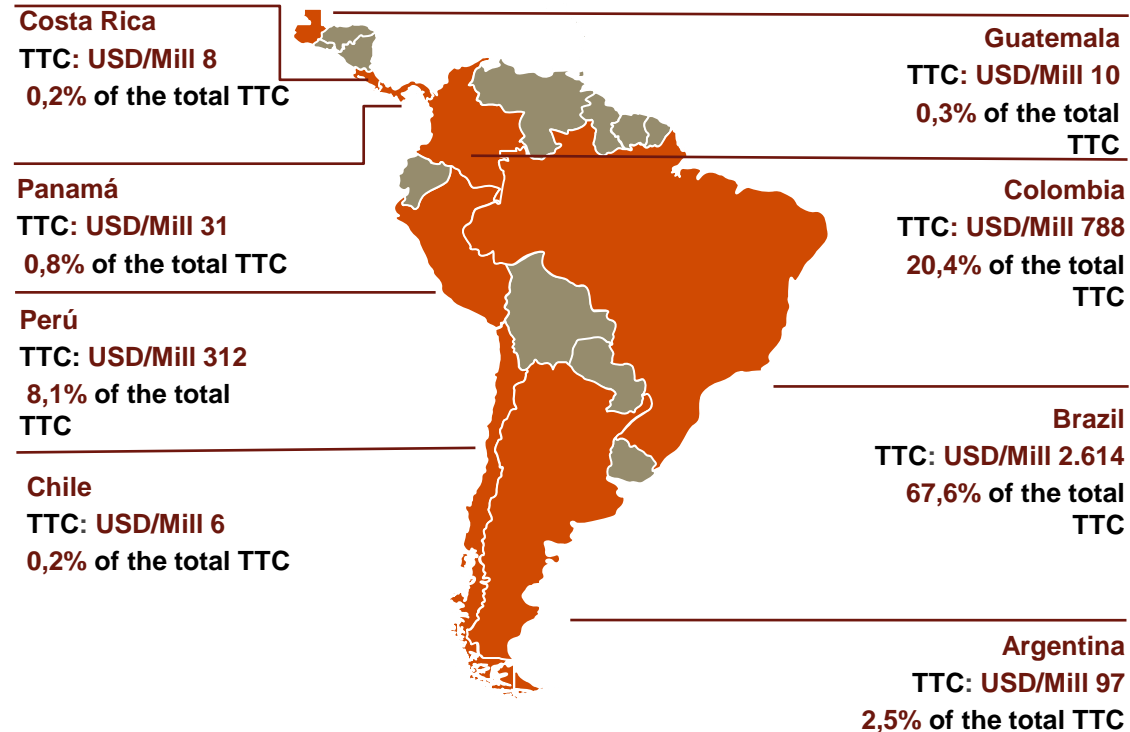 Costa Rica
TTC: USD/Mill 8
0,2% of the total TTC
Panamá
TTC: USD/Mill 31
0,8% of the total TTC
Perú
TTC: USD/Mill 312
8,1% of the total
TTC
Chile
TTC: USD/Mill 6
0,2% of the total TTC
Guatemala
TTC: USD/Mill 10
0,3% of the total
TTC
Colombia
TTC: USD/Mill 788
20,4% of the total
TTC
Brazil
TTC: USD/Mill 2.614
67,6% of the total
TTC
Argentina
TTC: USD/Mill 97
2,5% of the total TTC